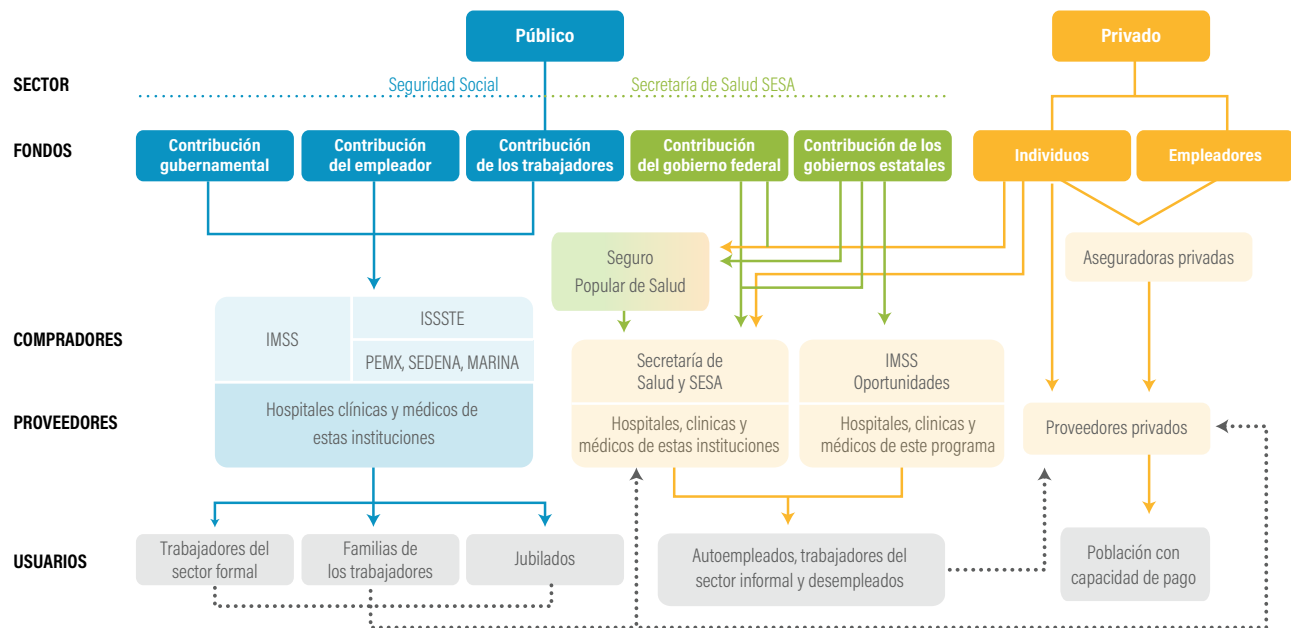 Público
Privado
SECTOR
Seguridad Social
Secretaría de Salud SESA
FONDOS
Contribución
gubernamental
Contribución
del empleador
Contribución
de los trabajadores
Contribución
del gobierno federal
Contribución de los
gobiernos estatales
Individuos
Empleadores
Seguro
Popular de Salud
Aseguradoras privadas
COMPRADORES
IMSS
ISSSTE
PEMX, SEDENA, MARINA
Secretaría de
Salud y SESA
IMSS
Oportunidades
PROVEEDORES
Hospitales clínicas y médicos de
estas instituciones
Hospitales, clinicas y
médicos de estas instituciones
Hospitales, clinicas y
médicos de este programa
Proveedores privados
USUARIOS
Trabajadores del
sector formal
Familias de
los trabajadores
Jubilados
Autoempleados, trabajadores del
sector informal y desempleados
Población con
capacidad de pago